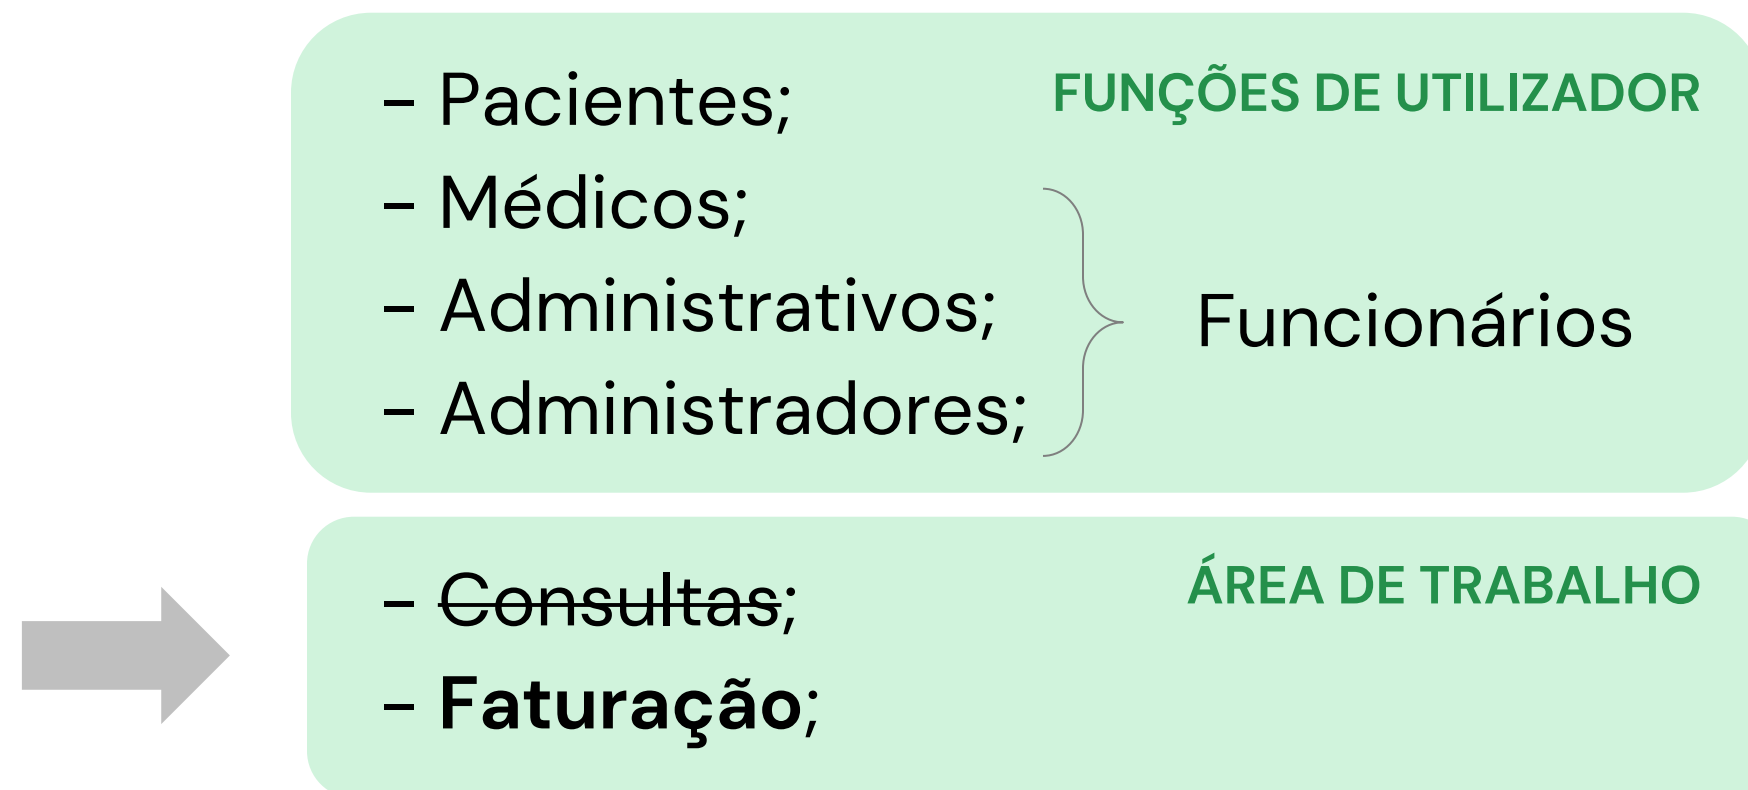 FUNÇÕES DE UTILIZADOR
- Pacientes;
- Médicos;
- Administrativos;
- Administradores;
Funcionários
ÁREA DE TRABALHO
- Consultas;
- Faturação;